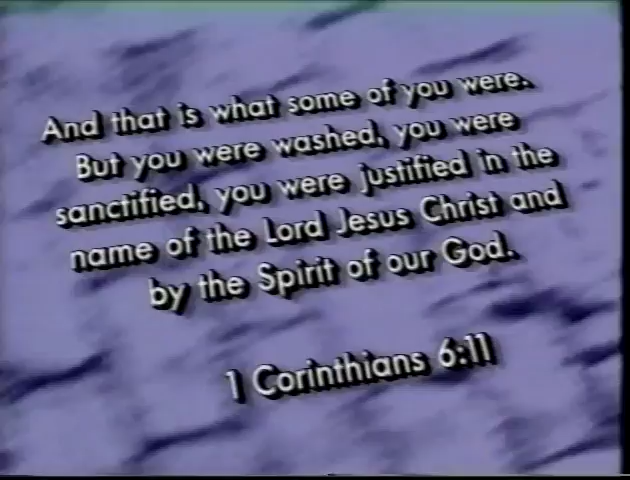 And that is what some of you were.
But you were washed, you were
sanctified, you were justified in the
name of the Lord Jesus Christ and
by the Spirit of our God.
1 Corinthians 6:11